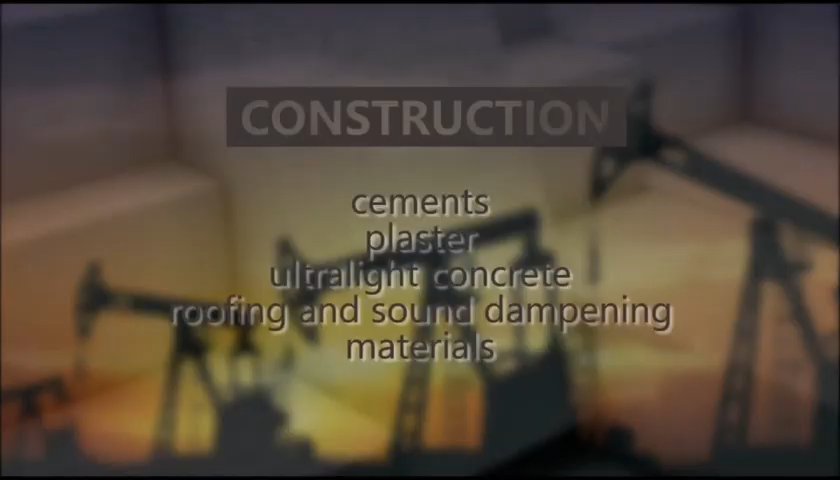 CONSTRUCTION
cements
plaster
ultralight concrete
roofing and sound dampening
materials